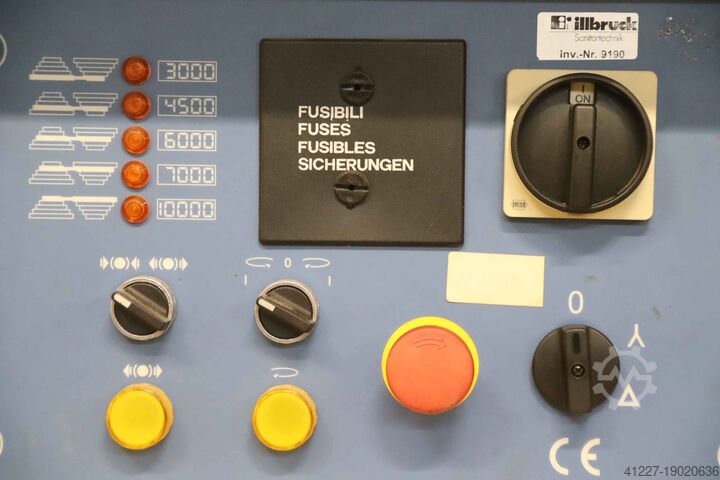 illbruck
Sanitärtechnik
inv.-Nr. 9190
3000
4500
6000
7000
10000
FUSIBILI
FUSES
FUSIBLES
SICHERUNGEN
I
ON
0
I I
0
CE
41227-19020636